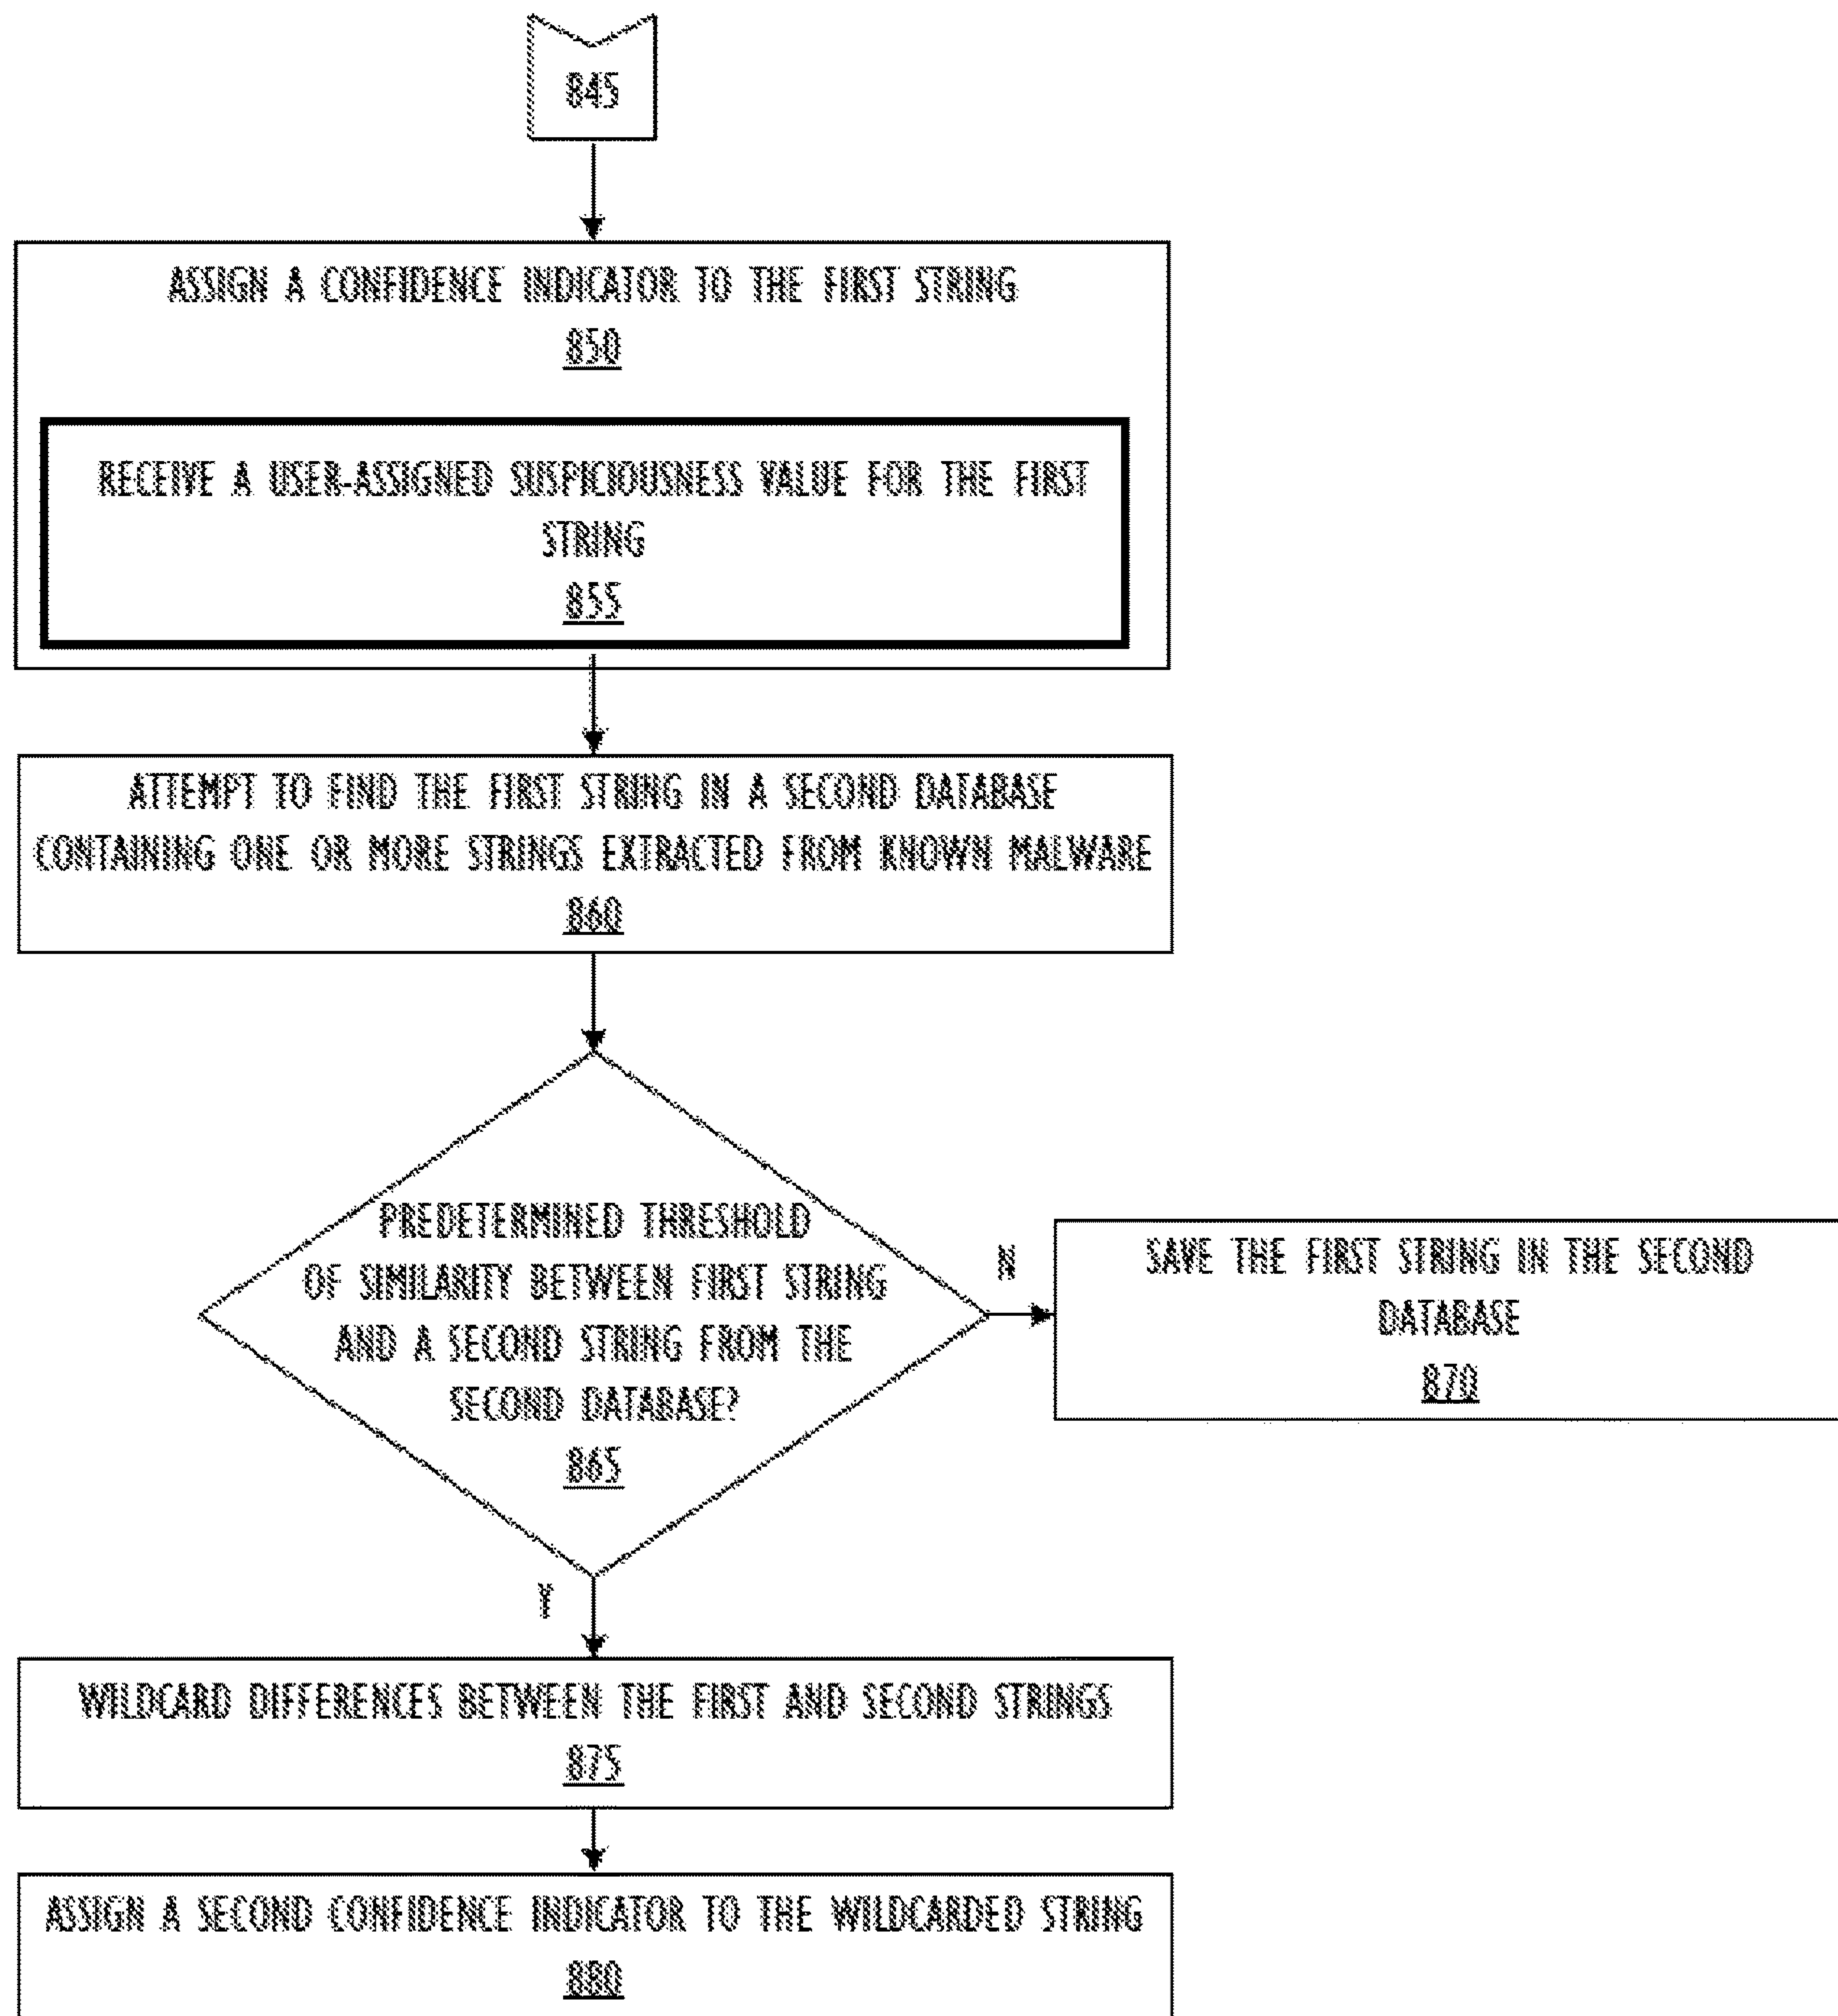 845
ASSIGN A CONFIDENCE INDICATOR TO THE FIRST STRING
850
RECEIVE A USER-ASSIGNED SUSPICIOUSNESS VALUE FOR THE FIRST
STRING
855
ATTEMPT TO FIND THE FIRST STRING IN A SECOND DATABASE
CONTAINING ONE OR MORE STRINGS EXTRACTED FROM KNOWN MALWARE
860
PREDETERMINED THRESHOLD
OF SIMILARITY BETWEEN FIRST STRING
AND A SECOND STRING FROM THE
SECOND DATABASE?
865
N
SAVE THE FIRST STRING IN THE SECOND
DATABASE
870
Y
WILDCARD DIFFERENCES BETWEEN THE FIRST AND SECOND STRINGS
875
ASSIGN A SECOND CONFIDENCE INDICATOR TO THE WILDCARDED STRING
880